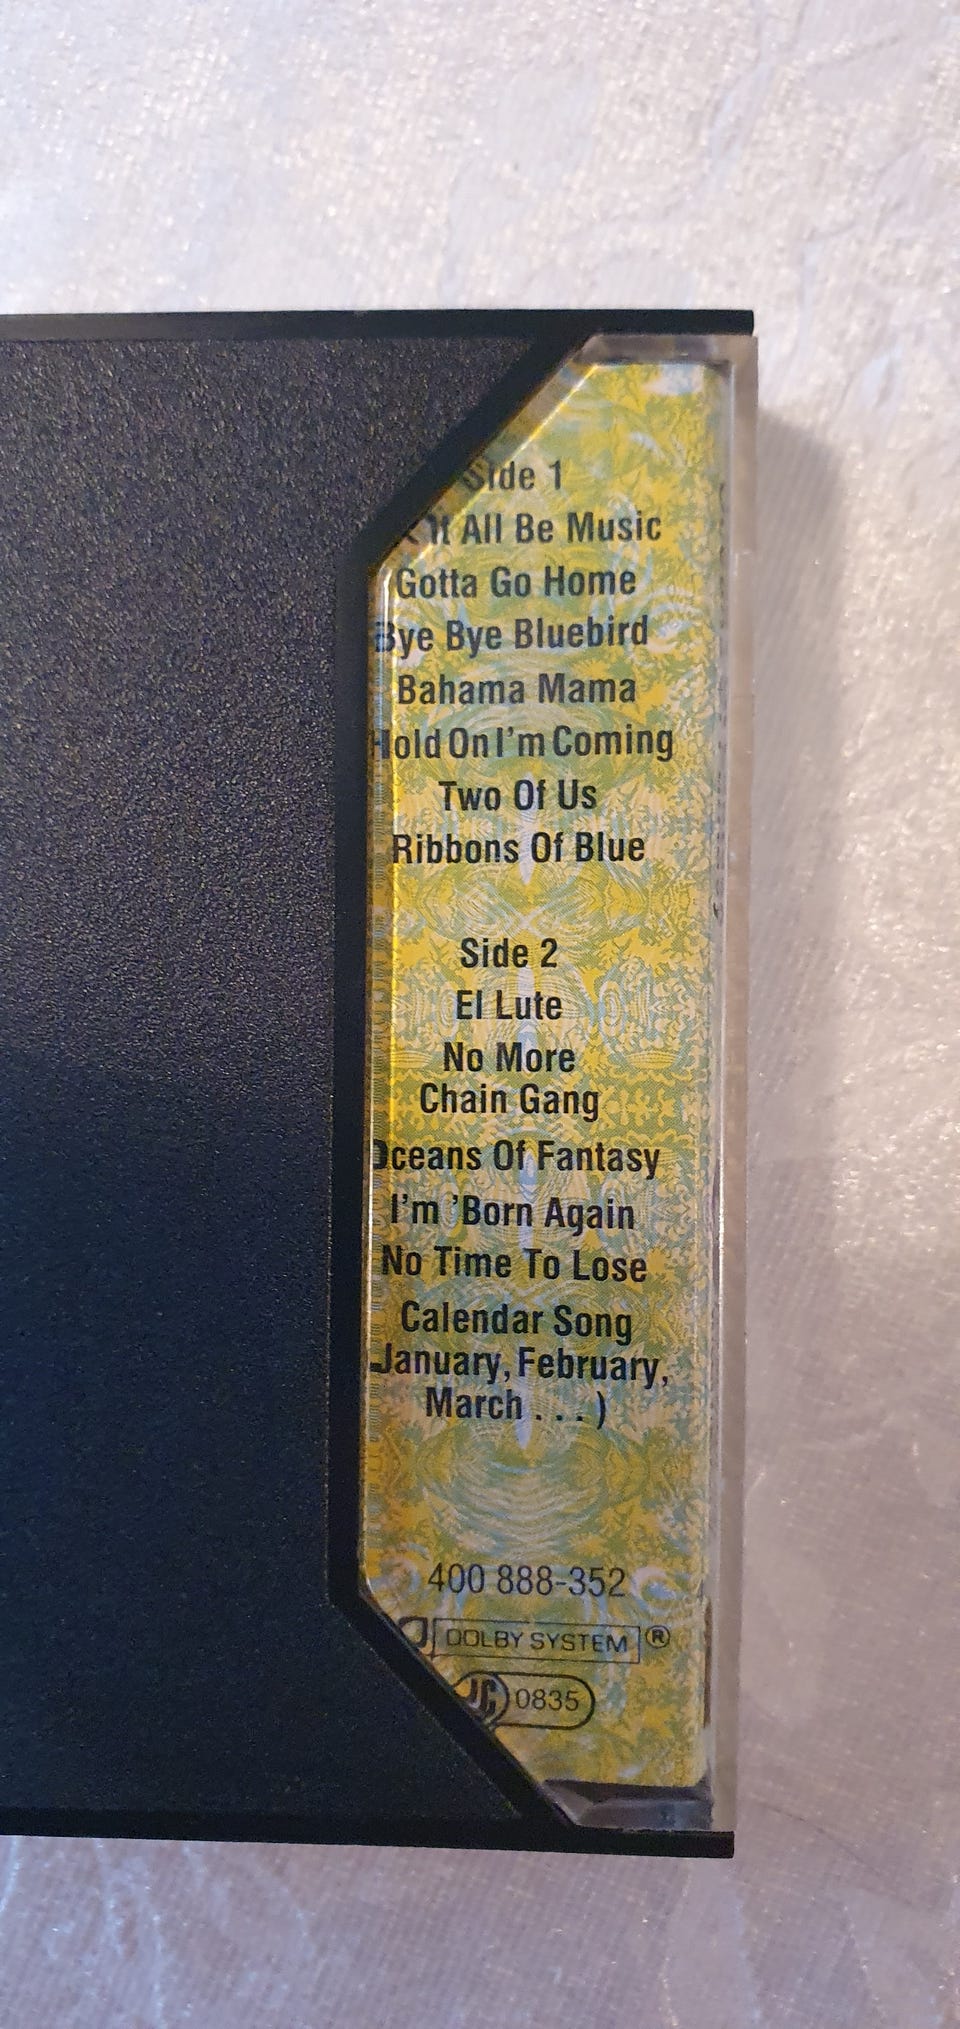 Side 1
It All Be Music
Gotta Go Home
Bye Bye Bluebird
Bahama Mama
Hold On I'm Coming
Two Of Us
Ribbons Of Blue
Side 2
El Lute
No More
Chain Gang
Oceans Of Fantasy
I'm 'Born Again
No Time To Lose
Calendar Song
January, February,
March . . . )
400 888-352
DOLBY SYSTEM ®
0835